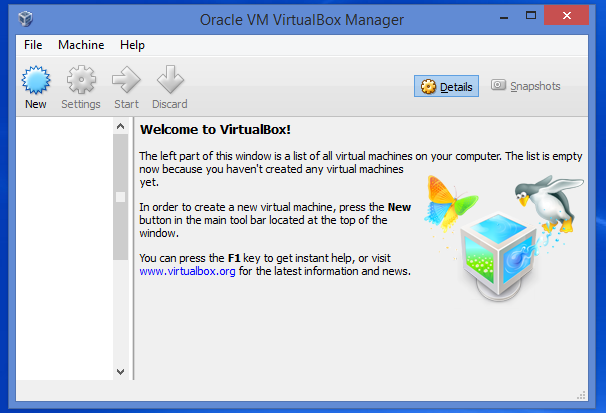 Oracle VM VirtualBox Manager
File Machine Help
New Settings Start Discard Details Snapshots
Welcome to VirtualBox!
The left part of this window is a list of all virtual machines on your computer. The list is empty
now because you haven't created any virtual machines
yet.
In order to create a new virtual machine, press the New
button in the main tool bar located at the top of the
window.
You can press the F1 key to get instant help, or visit
www.virtualbox.org for the latest information and news.